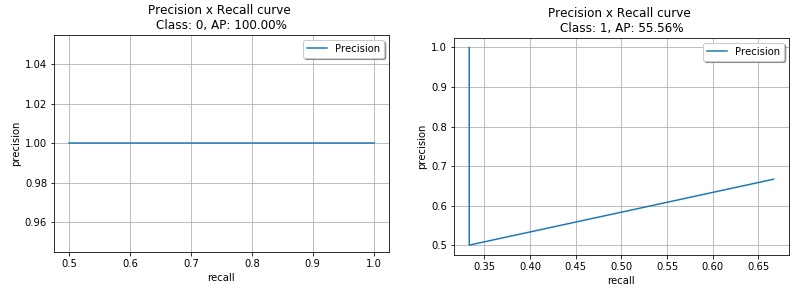 Precision x Recall curve
Class: 0, AP: 100.00%
Precision
1.04
1.02
1.00
0.98
0.96
precision
0.5 0.6 0.7 0.8 0.9 1.0
recall
Precision x Recall curve
Class: 1, AP: 55.56%
Precision
1.0
0.9
0.8
0.7
0.6
0.5
precision
0.35 0.40 0.45 0.50 0.55 0.60 0.65
recall